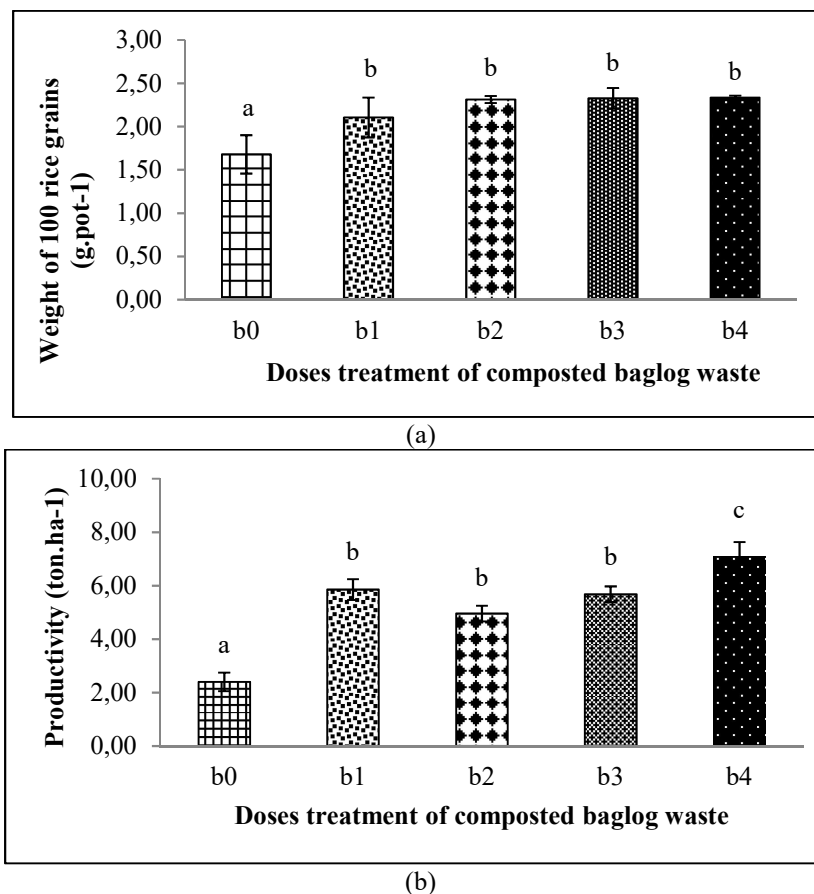 3,00
2,50
2,00
1,50
1,00
0,50
0,00
Weight of 100 rice grains
(g.pot-1)
a
b
b
b
b
b0 b1 b2 b3 b4
Doses treatment of composted baglog waste
(a)
10,00
8,00
6,00
4,00
2,00
0,00
Productivity (ton.ha-1)
a
b
b
b
c
b0 b1 b2 b3 b4
Doses treatment of composted baglog waste
(b)